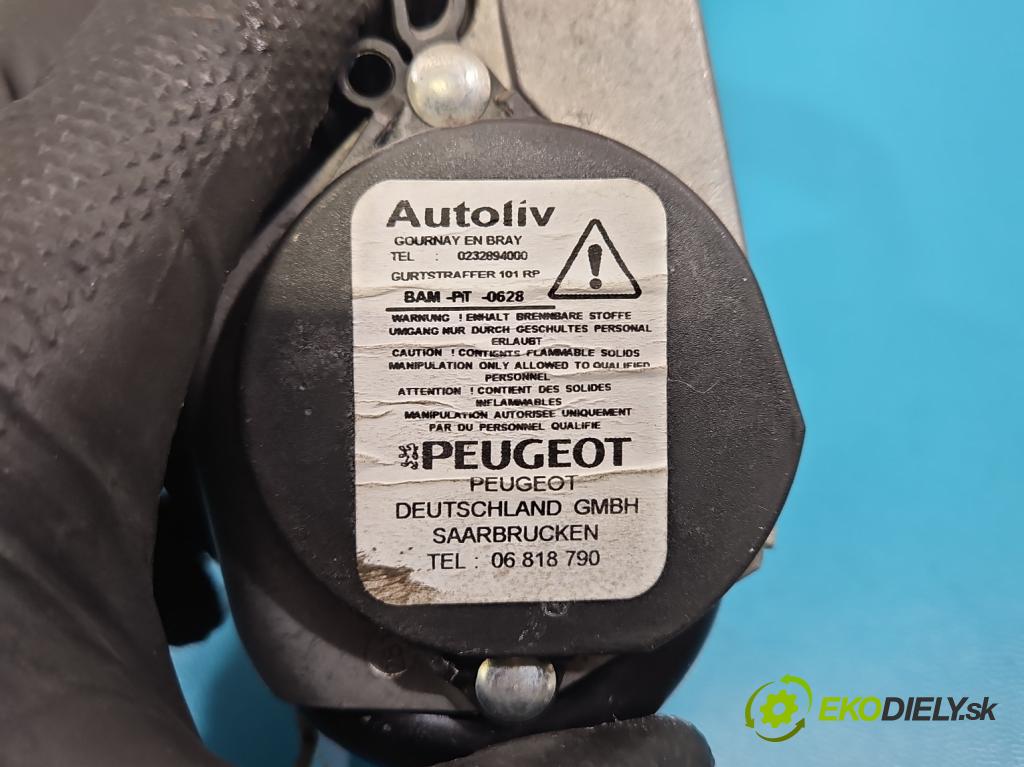 Autoliv
GOURNAY EN BRAY
TEL : 0232894000
GURTSTRAFFER 101 RP
BAM -PIT -0628
WARNUNG ! ENHALT BRENNBARE STOFFE
UMGANG NUR DURCH GESCHULTES PERSONAL
ERLAUBT
CAUTION ! CONTIENTS FLAMMABLE SOLIDS
MANIPULATION ONLY ALLOWED TO QUALIFIED
PERSONNEL
ATTENTION ! CONTIENT DES SOLIDES
INFLAMMABLES
MANIPULATION AUTORISEE UNIQUEMENT
PAR DU PERSONNEL QUALIFIE
PEUGEOT
PEUGEOT
DEUTSCHLAND GMBH
SAARBRUCKEN
TEL : 06 818 790
EKODIELY.sk